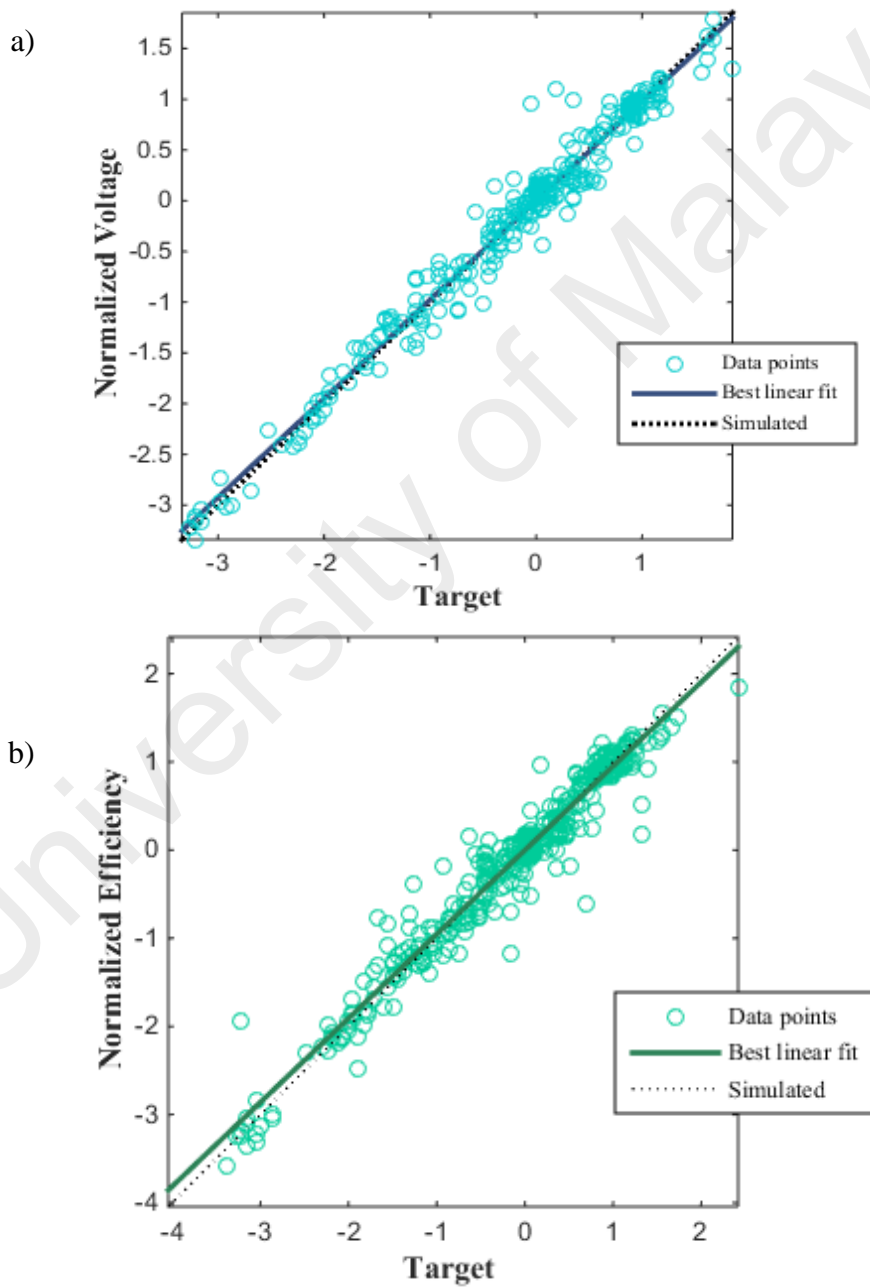 a)
1.5
1
0.5
0
-0.5
-1
-1.5
-2
-2.5
-3
Normalized Voltage
Data points
Best linear fit
Simulated
-3 -2 -1 0 1
Target
b)
2
1
0
-1
-2
-3
-4
Normalized Efficiency
Data points
Best linear fit
Simulated
-4 -3 -2 -1 0 1 2
Target
University of Malay